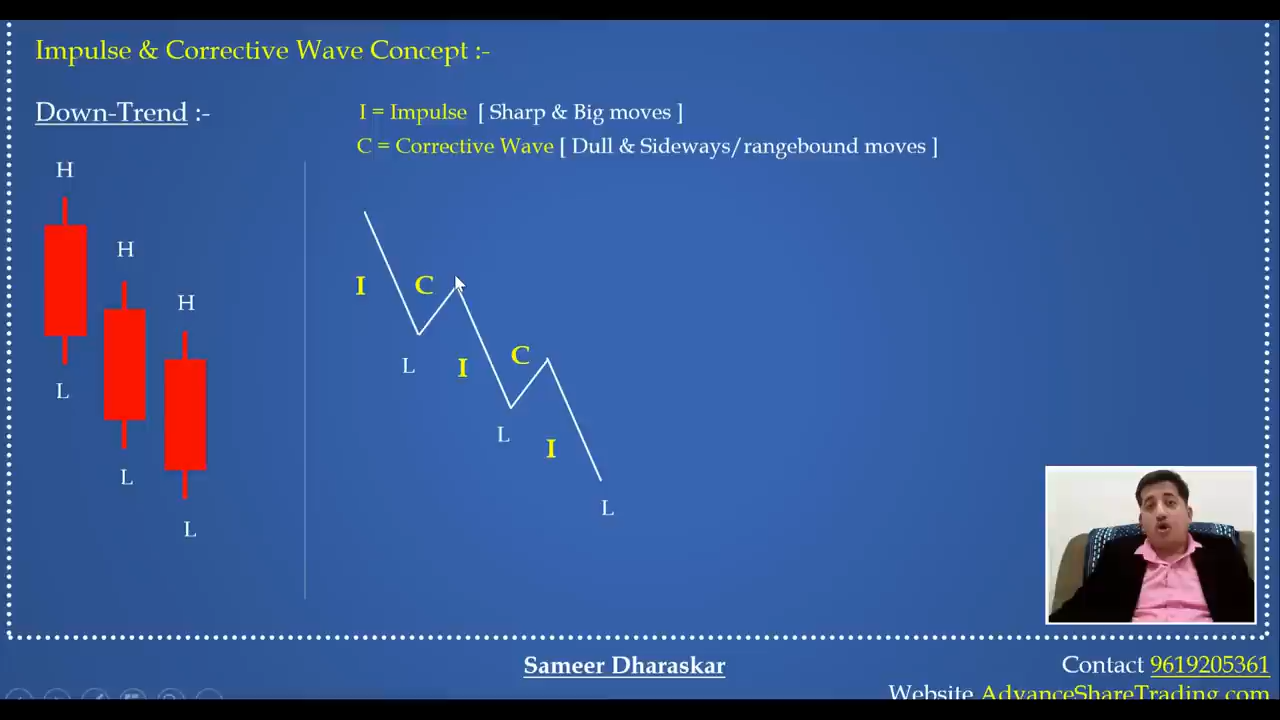 Impulse & Corrective Wave Concept :-
Down-Trend :-
I = Impulse [ Sharp & Big moves ]
C = Corrective Wave [ Dull & Sideways/rangebound moves ]
H
H
H
L
L
L
I
C
L
I
C
L
I
L
Sameer Dharaskar
Contact 9619205361
Website AdvanceShareTrading.com